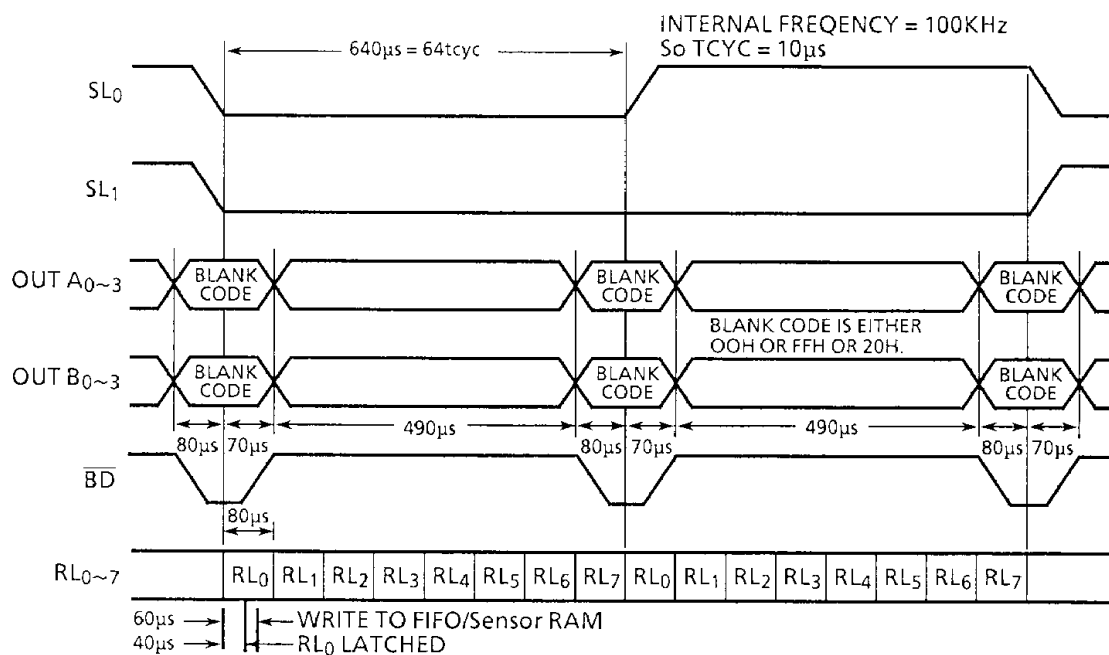 INTERNAL FREQENCY = 100KHz
640µs = 64tcyc
So TCYC = 10µs
SL0
SL1
OUT A0~3
BLANK CODE
BLANK CODE
BLANK CODE
BLANK CODE IS EITHER
OOH OR FFH OR 20H.
OUT B0~3
BLANK CODE
BLANK CODE
BLANK CODE
80µs 70µs 490µs 80µs 70µs 490µs 80µs 70µs
BD
80µs
RL0~7
RL0 RL1 RL2 RL3 RL4 RL5 RL6 RL7 RL0 RL1 RL2 RL3 RL4 RL5 RL6 RL7
60µs WRITE TO FIFO/Sensor RAM
40µs RL0 LATCHED